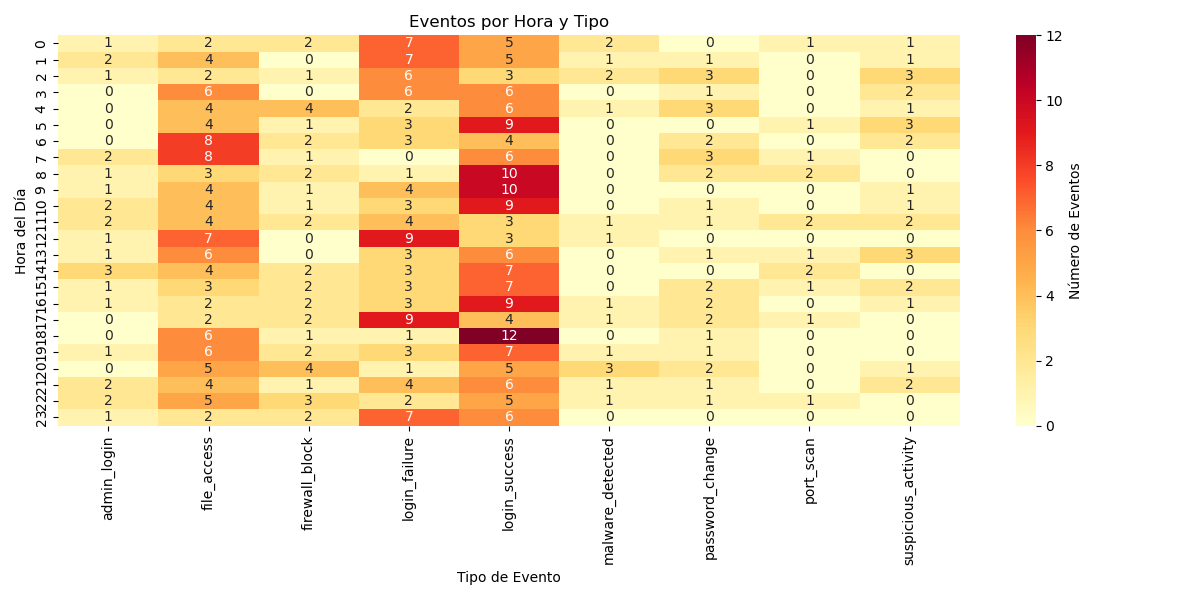 Eventos por Hora y Tipo
Hora del Día
0 1 2 2 7 5 2 0 1 1
1 2 4 0 7 5 1 1 0 1
2 1 2 1 6 3 2 3 0 3
3 0 6 0 6 6 0 1 0 2
4 0 4 4 2 6 1 3 0 1
5 0 4 1 3 9 0 0 1 3
6 0 8 2 3 4 0 2 0 2
7 2 8 1 0 6 0 3 1 0
8 1 3 2 1 10 0 2 2 0
9 1 4 1 4 10 0 0 0 1
10 2 4 1 3 9 0 1 0 1
11 2 4 2 4 3 1 1 2 2
12 1 7 0 9 3 1 0 0 0
13 1 6 0 3 6 0 1 1 3
14 3 4 2 3 7 0 0 2 0
15 1 3 2 3 7 0 2 1 2
16 1 2 2 3 9 1 2 0 1
17 0 2 2 9 4 1 2 1 0
18 0 6 1 1 12 0 1 0 0
19 1 6 2 3 7 1 1 0 0
20 0 5 4 1 5 3 2 0 1
21 2 4 1 4 6 1 1 0 2
22 2 5 3 2 5 1 1 1 0
23 1 2 2 7 6 0 0 0 0
admin_login
file_access
firewall_block
login_failure
login_success
malware_detected
password_change
port_scan
suspicious_activity
Tipo de Evento
12
10
8
6
4
2
0
Número de Eventos